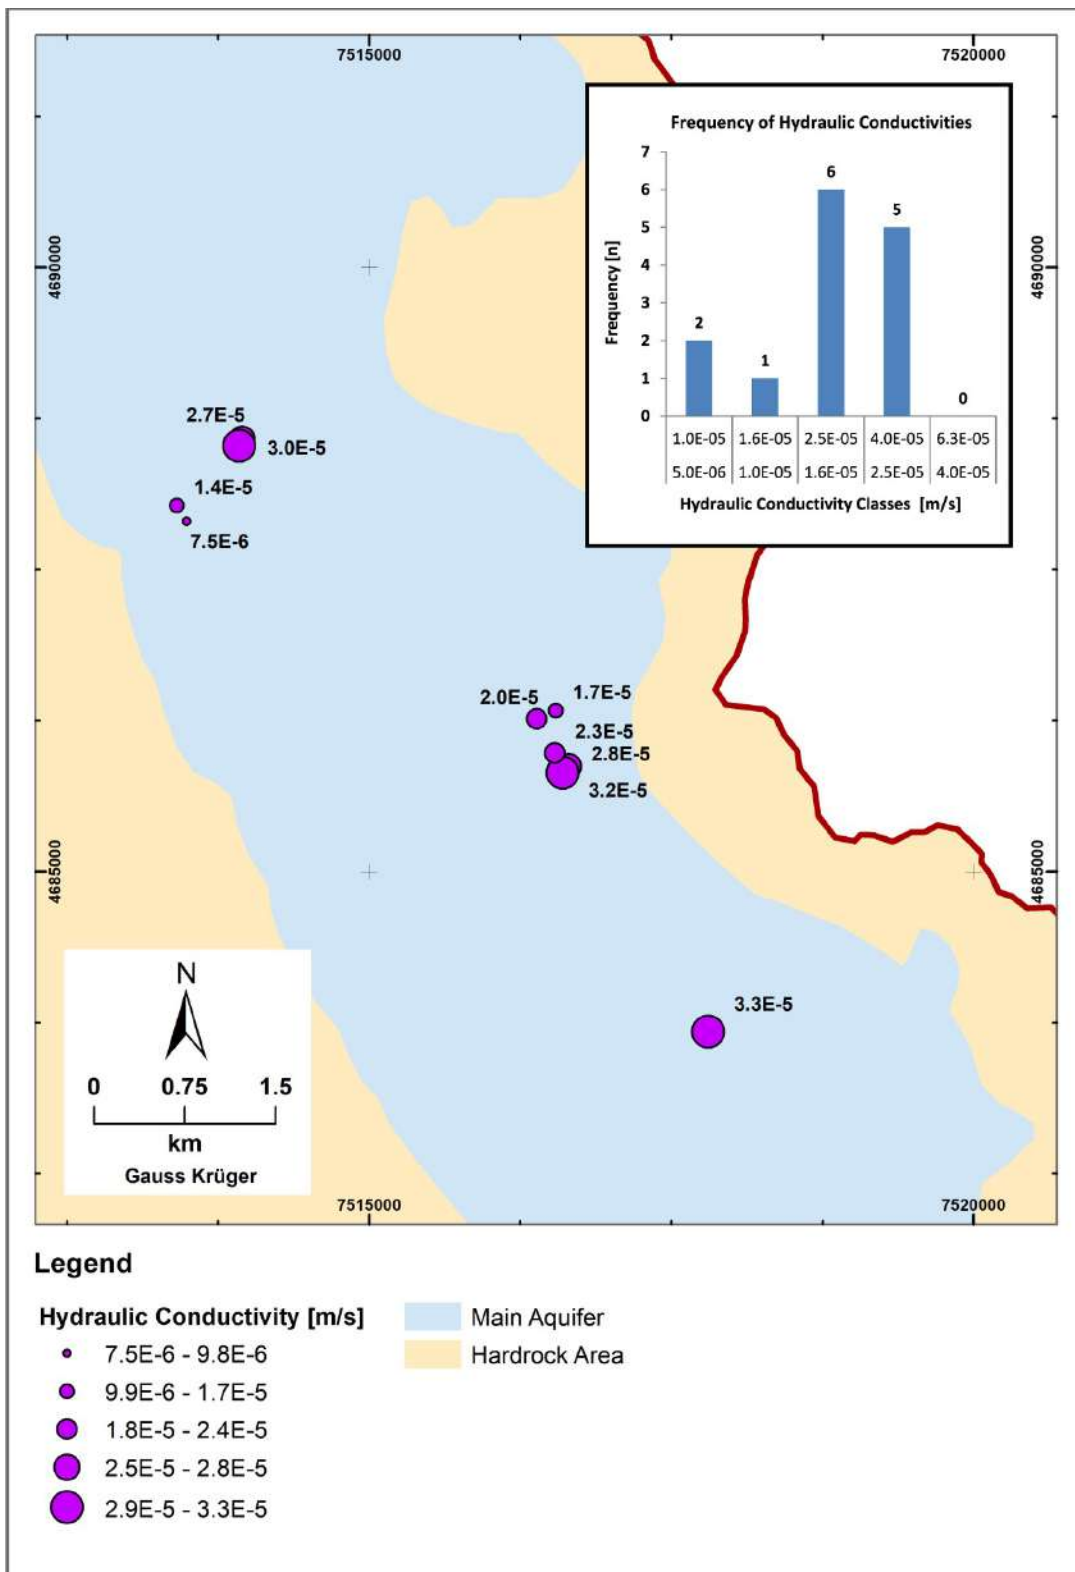 7515000
7520000
4690000
4690000
Frequency of Hydraulic Conductivities
Frequency [n]
7
6
5
4
3
2
1
0
2
1
6
5
0
1.0E-05 1.6E-05 2.5E-05 4.0E-05 6.3E-05
5.0E-06 1.0E-05 1.6E-05 2.5E-05 4.0E-05
Hydraulic Conductivity Classes [m/s]
2.7E-5
3.0E-5
1.4E-5
7.5E-6
2.0E-5
1.7E-5
2.3E-5
2.8E-5
3.2E-5
4685000
4685000
3.3E-5
N
0 0.75 1.5
km
Gauss Krüger
7515000
7520000
Legend
Hydraulic Conductivity [m/s]
7.5E-6 - 9.8E-6
9.9E-6 - 1.7E-5
1.8E-5 - 2.4E-5
2.5E-5 - 2.8E-5
2.9E-5 - 3.3E-5
Main Aquifer
Hardrock Area